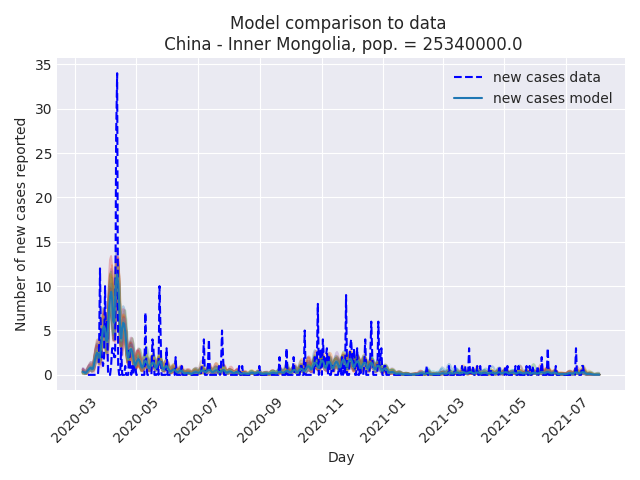 Model comparison to data
China - Inner Mongolia, pop. = 25340000.0
new cases data
new cases model
Number of new cases reported
35
30
25
20
15
10
5
0
2020-03
2020-05
2020-07
2020-09
2020-11
2021-01
2021-03
2021-05
2021-07
Day